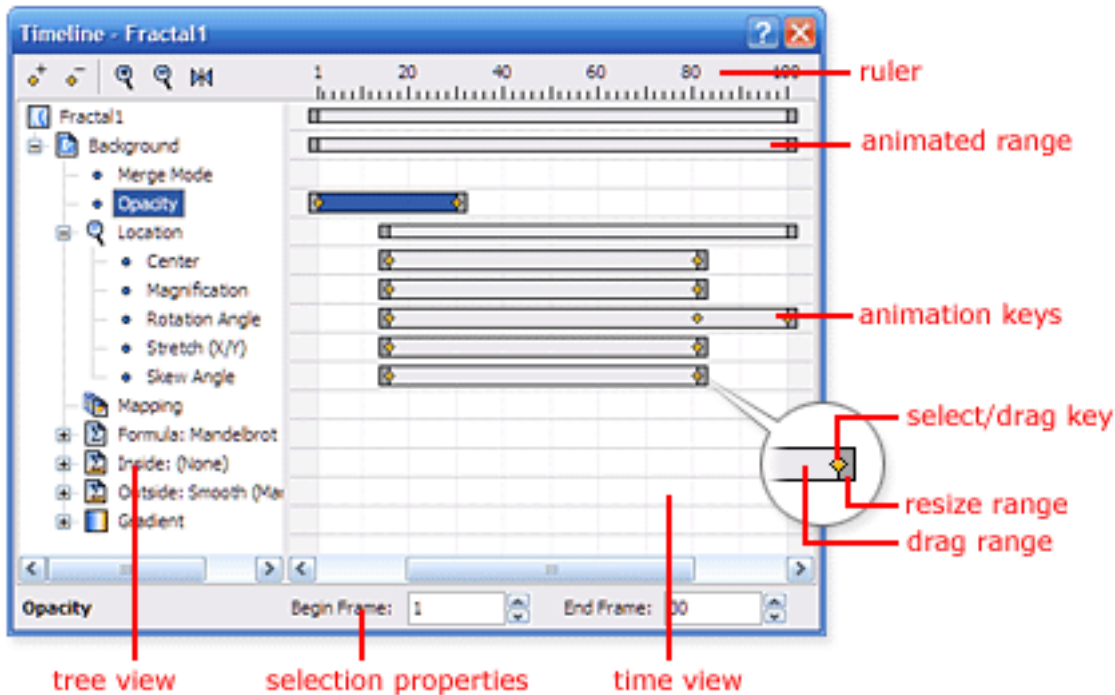 Timeline - Fractal1
1 20 40 60 80 100
ruler
Fractal1
Background
animated range
Merge Mode
Opacity
Location
Center
Magnification
Rotation Angle
animation keys
Stretch (X/Y)
Skew Angle
Mapping
select/drag key
Formula: Mandelbrot
Inside: (None)
Outside: Smooth (Ma
resize range
Gradient
drag range
Opacity
Begin Frame: 1
End Frame: 00
tree view
selection properties
time view